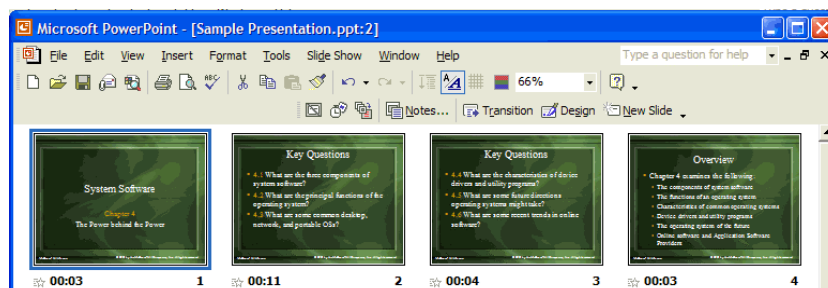 Microsoft PowerPoint - [Sample Presentation.ppt:2]
File Edit View Insert Format Tools Slide Show Window Help Type a question for help
66%
Notes... Transition Design New Slide
System Software
Chapter 4
The Power behind the Power
00:03 1
Key Questions
4.1 What are the three components of
system software?
4.2 What are the principal functions of the
operating system?
4.3 What are some common desktop,
network, and portable OSs?
00:11 2
Key Questions
4.4 What are the characteristics of device
drivers and utility programs?
4.5 What are some future directions
operating systems might take?
4.6 What are some recent trends in online
software?
00:04 3
Overview
Chapter 4 examines the following:
The components of system software
The functions of an operating system
Characteristics of common operating systems
Device drivers and utility programs
The operating system of the future
Online software and Application Software
Providers
00:03 4